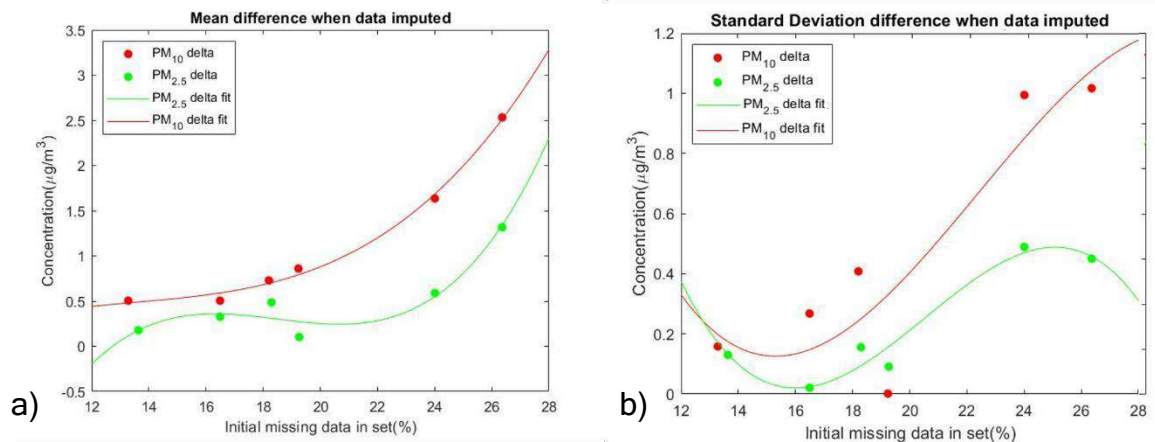 Mean difference when data imputed
3.5
3
2.5
2
1.5
1
0.5
0
-0.5
Concentration(μg/m³)
PM₁₀ delta
PM₂.₅ delta
PM₂.₅ delta fit
PM₁₀ delta fit
12 14 16 18 20 22 24 26 28
Initial missing data in set(%)
a)
Standard Deviation difference when data imputed
1.2
1
0.8
0.6
0.4
0.2
0
Concentration(μg/m³)
PM₁₀ delta
PM₂.₅ delta
PM₂.₅ delta fit
PM₁₀ delta fit
12 14 16 18 20 22 24 26 28
Initial missing data in set(%)
b)